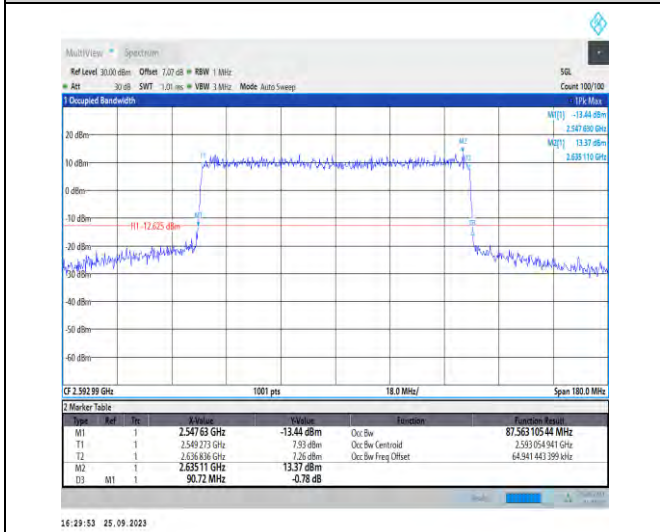 MultiView Spectrum
Ref Level 30.00 dBm Offset 7.07 dB RBW 1 MHz SGL
Att 30 dB SWT 1.01 ms VBW 3 MHz Mode Auto Sweep Count 100/100
1 Occupied Bandwidth 1Pk Max
M1[1] -13.44 dBm
2.547 630 GHz
M2[1] 13.37 dBm
2.635 110 GHz
20 dBm
M2
T1
T2
10 dBm
0 dBm
-10 dBm
M1
D3
H1 -12.625 dBm
-20 dBm
-30 dBm
-40 dBm
-50 dBm
-60 dBm
CF 2.592 99 GHz 1001 pts 18.0 MHz/ Span 180.0 MHz
2 Marker Table
Type Ref Trc X-Value Y-Value Function Function Result
M1 1 2.547 63 GHz -13.44 dBm Occ Bw 87.563 105 44 MHz
T1 1 2.549 273 GHz 7.93 dBm Occ Bw Centroid 2.593 054 941 GHz
T2 1 2.636 836 GHz 7.26 dBm Occ Bw Freq Offset 64.941 443 399 kHz
M2 1 2.635 11 GHz 13.37 dBm
D3 M1 1 90.72 MHz -0.78 dB
16:29:53 25.09.2023